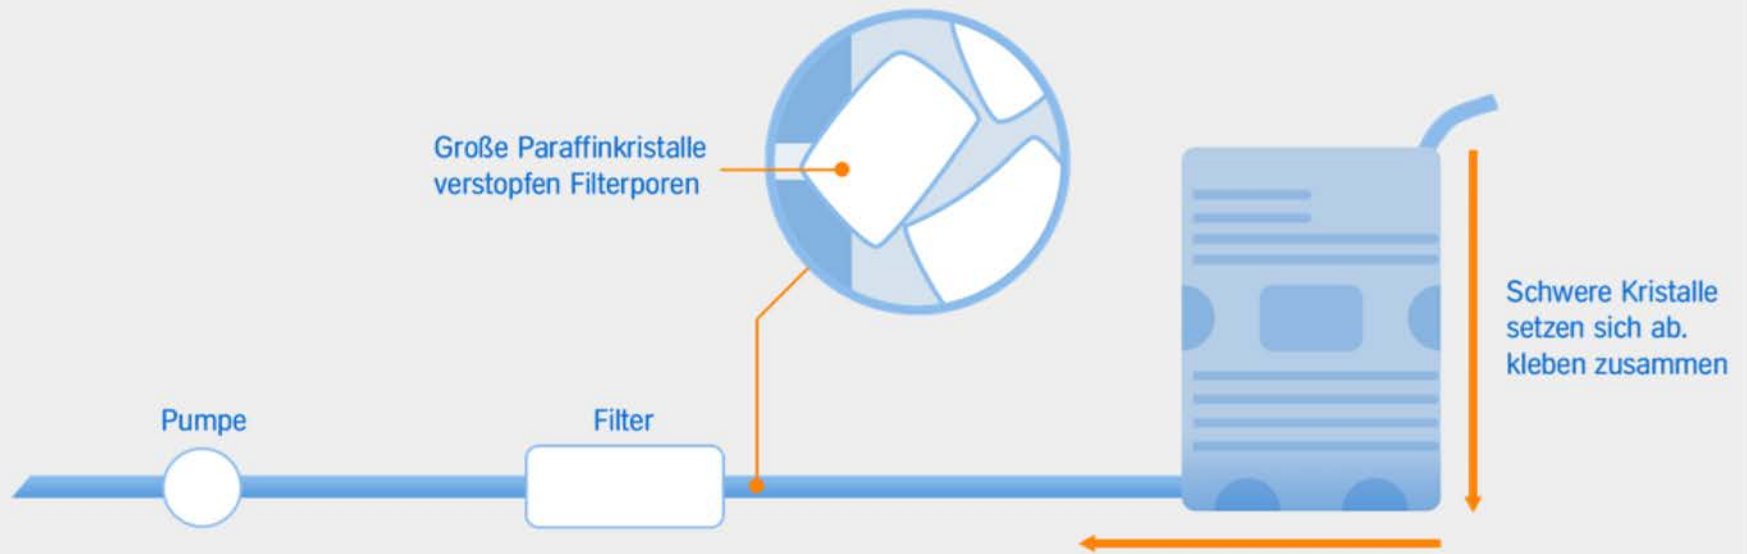 Große Paraffinkristalle
verstopfen Filterporen
Schwere Kristalle
setzen sich ab.
kleben zusammen
Pumpe
Filter